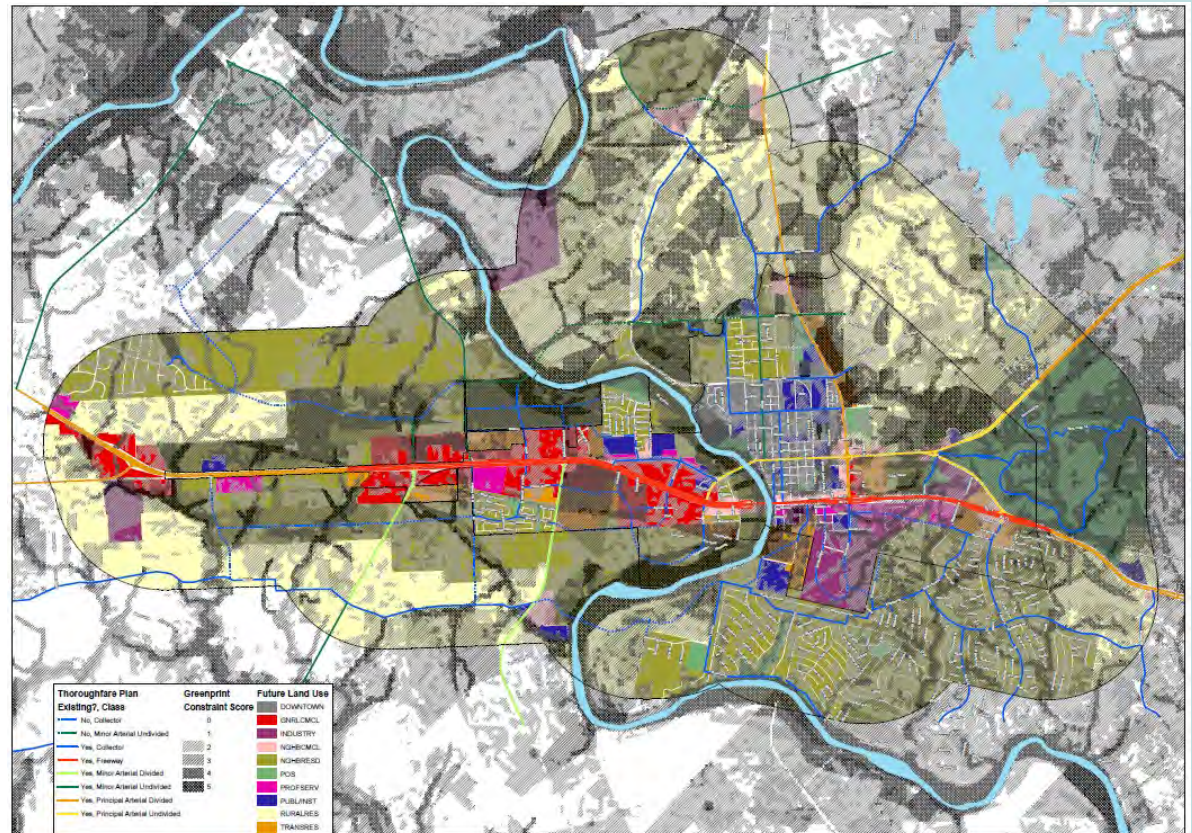 Thoroughfare Plan
Existing?, Class
No, Collector
No, Minor Arterial Undivided
Yes, Collector
Yes, Freeway
Yes, Minor Arterial Divided
Yes, Minor Arterial Undivided
Yes, Principal Arterial Divided
Yes, Principal Arterial Undivided
Greenprint
Constraint Score
0
1
2
3
4
5
Future Land Use
DOWNTOWN
GNRLCMCL
INDUSTRY
NGHBCMCL
NGHBRESD
POS
PROFSERV
PUBL/INST
RURALRES
TRANSRES